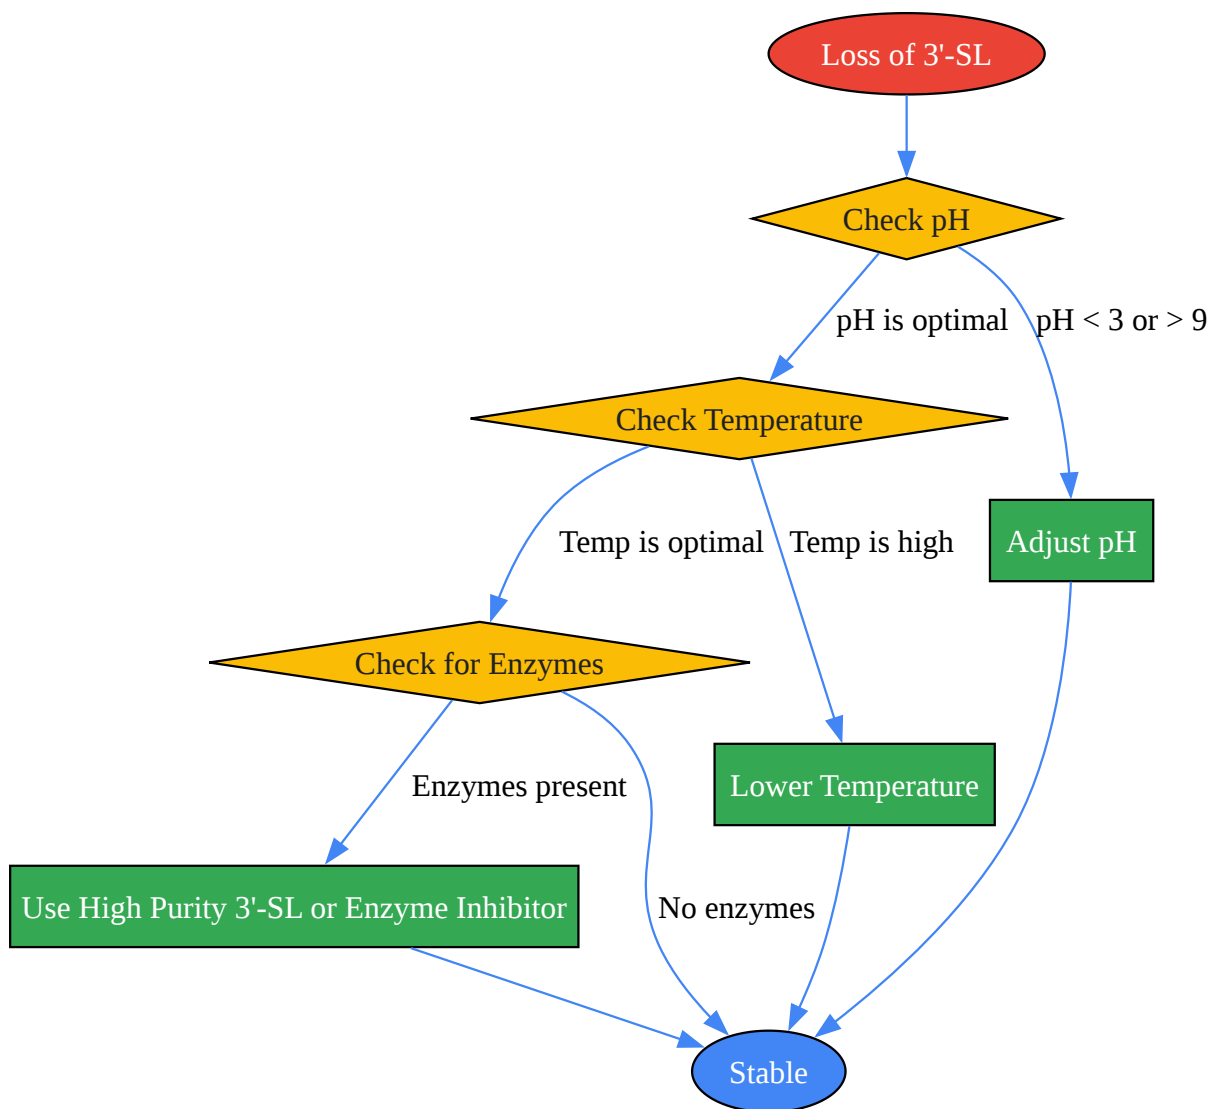 Loss of 3'-SL
Check pH
pH is optimal
pH < 3 or > 9
Check Temperature
Temp is optimal
Temp is high
Adjust pH
Check for Enzymes
Enzymes present
Lower Temperature
Use High Purity 3'-SL or Enzyme Inhibitor
No enzymes
Stable